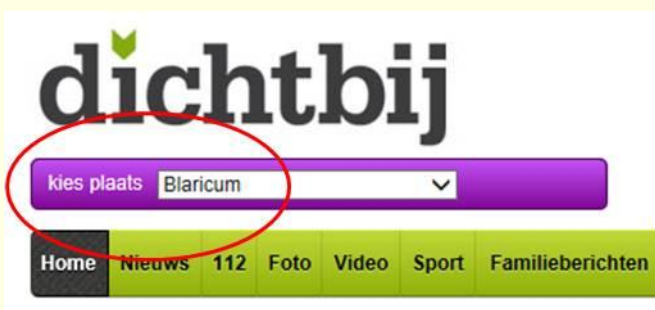 dichtbij
kies plaats Blaricum
Home Nieuws 112 Foto Video Sport Familieberichten